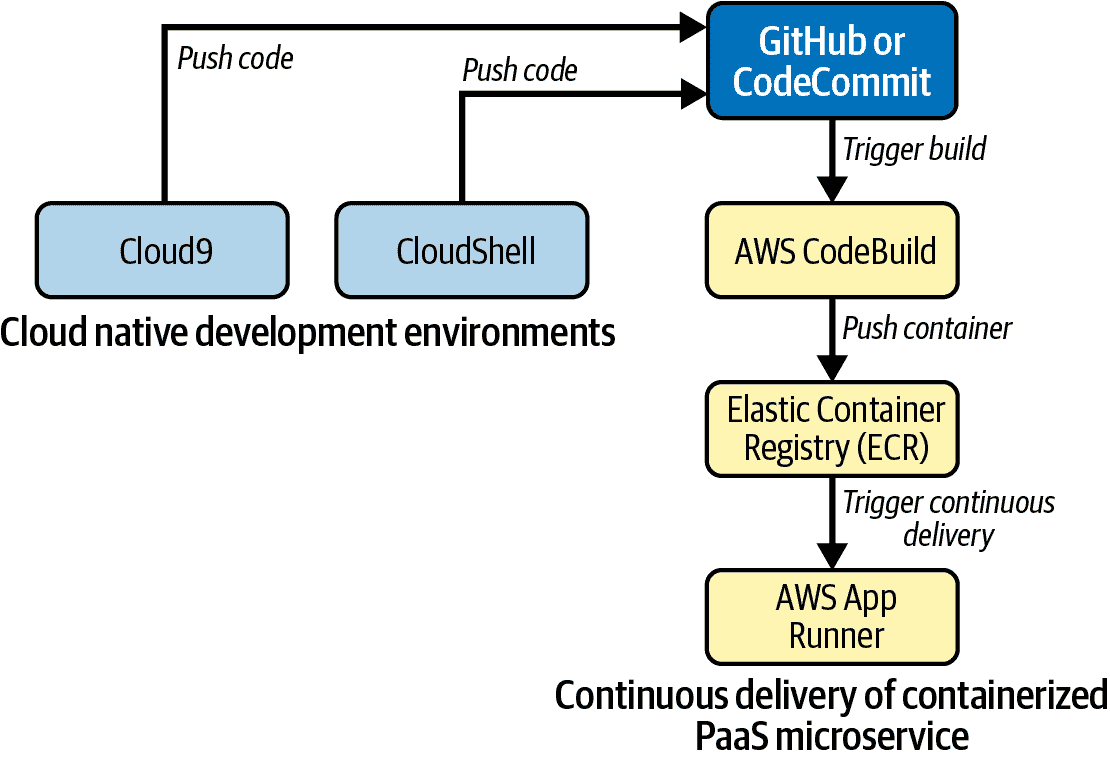 Push code
Push code
GitHub or
CodeCommit
Trigger build
Cloud9
CloudShell
AWS CodeBuild
Cloud native development environments
Push container
Elastic Container
Registry (ECR)
Trigger continuous
delivery
AWS App
Runner
Continuous delivery of containerized
PaaS microservice